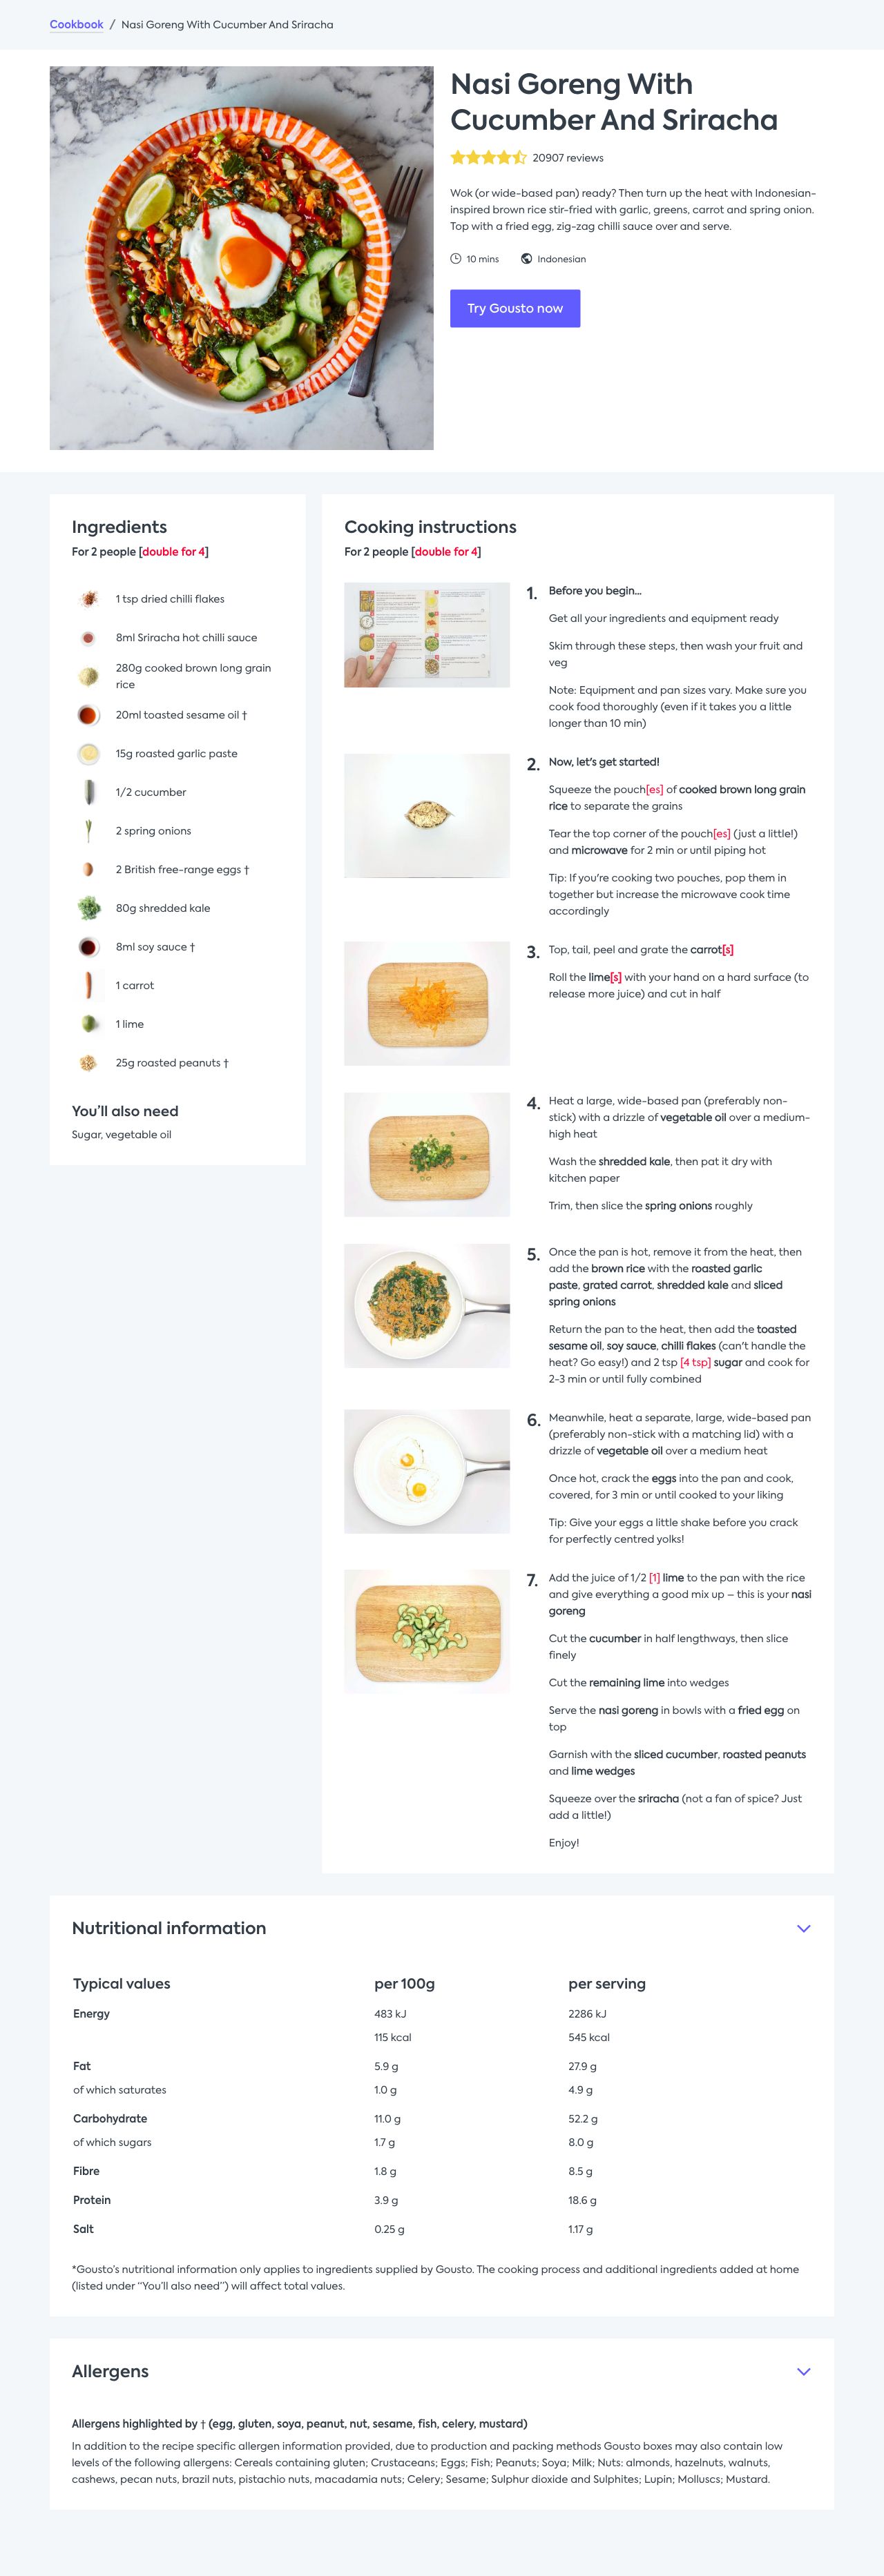 Cookbook / Nasi Goreng With Cucumber And Sriracha
Nasi Goreng With
Cucumber And Sriracha
20907 reviews
Wok (or wide-based pan) ready? Then turn up the heat with Indonesian-
inspired brown rice stir-fried with garlic, greens, carrot and spring onion.
Top with a fried egg, zig-zag chilli sauce over and serve.
10 mins Indonesian
Try Gousto now
Ingredients
For 2 people [double for 4]
1 tsp dried chilli flakes
8ml Sriracha hot chilli sauce
280g cooked brown long grain
rice
20ml toasted sesame oil †
15g roasted garlic paste
1/2 cucumber
2 spring onions
2 British free-range eggs †
80g shredded kale
8ml soy sauce †
1 carrot
1 lime
25g roasted peanuts †
You'll also need
Sugar, vegetable oil
Cooking instructions
For 2 people [double for 4]
1.
Before you begin...
Get all your ingredients and equipment ready
Skim through these steps, then wash your fruit and
veg
Note: Equipment and pan sizes vary. Make sure you
cook food thoroughly (even if it takes you a little
longer than 10 min)
2.
Now, let's get started!
Squeeze the pouch[es] of cooked brown long grain
rice to separate the grains
Tear the top corner of the pouch[es] (just a little!)
and microwave for 2 min or until piping hot
Tip: If you're cooking two pouches, pop them in
together but increase the microwave cook time
accordingly
3.
Top, tail, peel and grate the carrot[s]
Roll the lime[s] with your hand on a hard surface (to
release more juice) and cut in half
4.
Heat a large, wide-based pan (preferably non-
stick) with a drizzle of vegetable oil over a medium-
high heat
Wash the shredded kale, then pat it dry with
kitchen paper
Trim, then slice the spring onions roughly
5.
Once the pan is hot, remove it from the heat, then
add the brown rice with the roasted garlic
paste, grated carrot, shredded kale and sliced
spring onions
Return the pan to the heat, then add the toasted
sesame oil, soy sauce, chilli flakes (can't handle the
heat? Go easy!) and 2 tsp [4 tsp] sugar and cook for
2-3 min or until fully combined
6.
Meanwhile, heat a separate, large, wide-based pan
(preferably non-stick with a matching lid) with a
drizzle of vegetable oil over a medium heat
Once hot, crack the eggs into the pan and cook,
covered, for 3 min or until cooked to your liking
Tip: Give your eggs a little shake before you crack
for perfectly centred yolks!
7.
Add the juice of 1/2 [1] lime to the pan with the rice
and give everything a good mix up – this is your nasi
goreng
Cut the cucumber in half lengthways, then slice
finely
Cut the remaining lime into wedges
Serve the nasi goreng in bowls with a fried egg on
top
Garnish with the sliced cucumber, roasted peanuts
and lime wedges
Squeeze over the sriracha (not a fan of spice? Just
add a little!)
Enjoy!
Nutritional information
Typical values per 100g per serving
Energy 483 kJ 2286 kJ
115 kcal 545 kcal
Fat 5.9 g 27.9 g
of which saturates 1.0 g 4.9 g
Carbohydrate 11.0 g 52.2 g
of which sugars 1.7 g 8.0 g
Fibre 1.8 g 8.5 g
Protein 3.9 g 18.6 g
Salt 0.25 g 1.17 g
*Gousto's nutritional information only applies to ingredients supplied by Gousto. The cooking process and additional ingredients added at home
(listed under "You'll also need") will affect total values.
Allergens
Allergens highlighted by † (egg, gluten, soya, peanut, nut, sesame, fish, celery, mustard)
In addition to the recipe specific allergen information provided, due to production and packing methods Gousto boxes may also contain low
levels of the following allergens: Cereals containing gluten; Crustaceans; Eggs; Fish; Peanuts; Soya; Milk; Nuts: almonds, hazelnuts, walnuts,
cashews, pecan nuts, brazil nuts, pistachio nuts, macadamia nuts; Celery; Sesame; Sulphur dioxide and Sulphites; Lupin; Molluscs; Mustard.